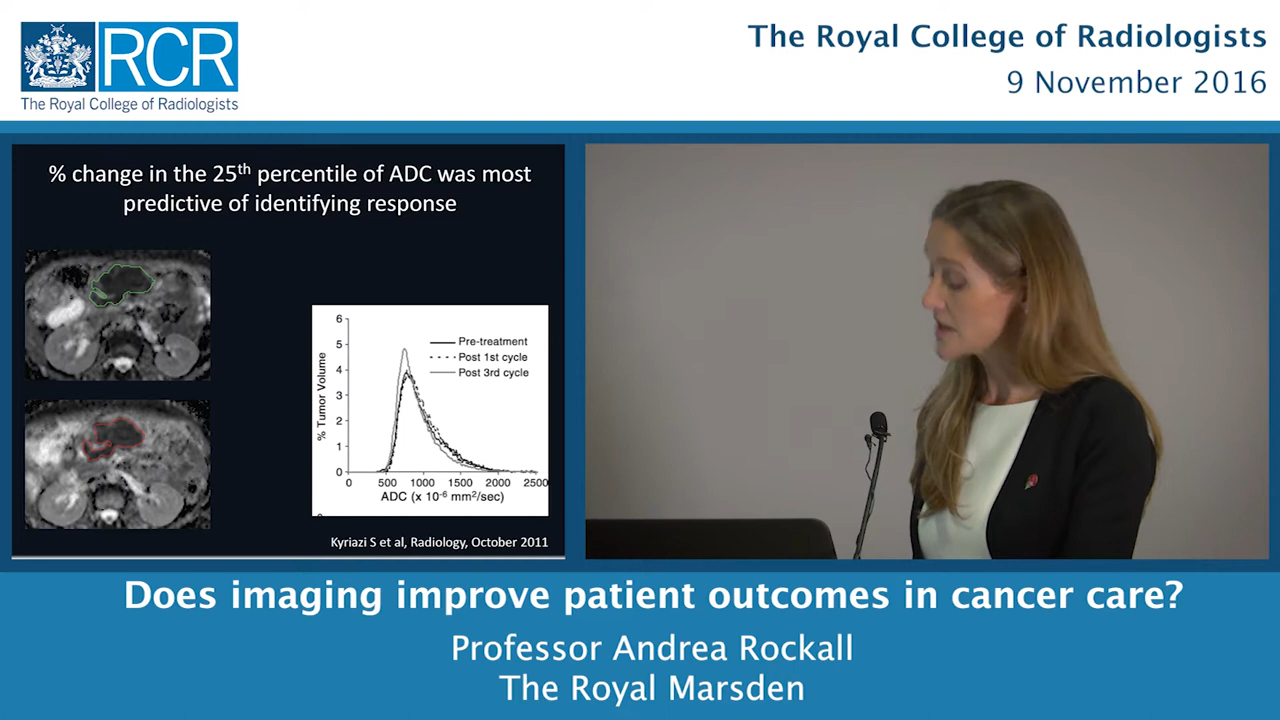 RCR
The Royal College of Radiologists
The Royal College of Radiologists
9 November 2016
% change in the 25th percentile of ADC was most
predictive of identifying response
6
5
4
3
2
1
0
% Tumor Volume
Pre-treatment
Post 1st cycle
Post 3rd cycle
0 500 1000 1500 2000 2500
ADC (x 10-6 mm2/sec)
Kyriazi S et al, Radiology, October 2011
Does imaging improve patient outcomes in cancer care?
Professor Andrea Rockall
The Royal Marsden